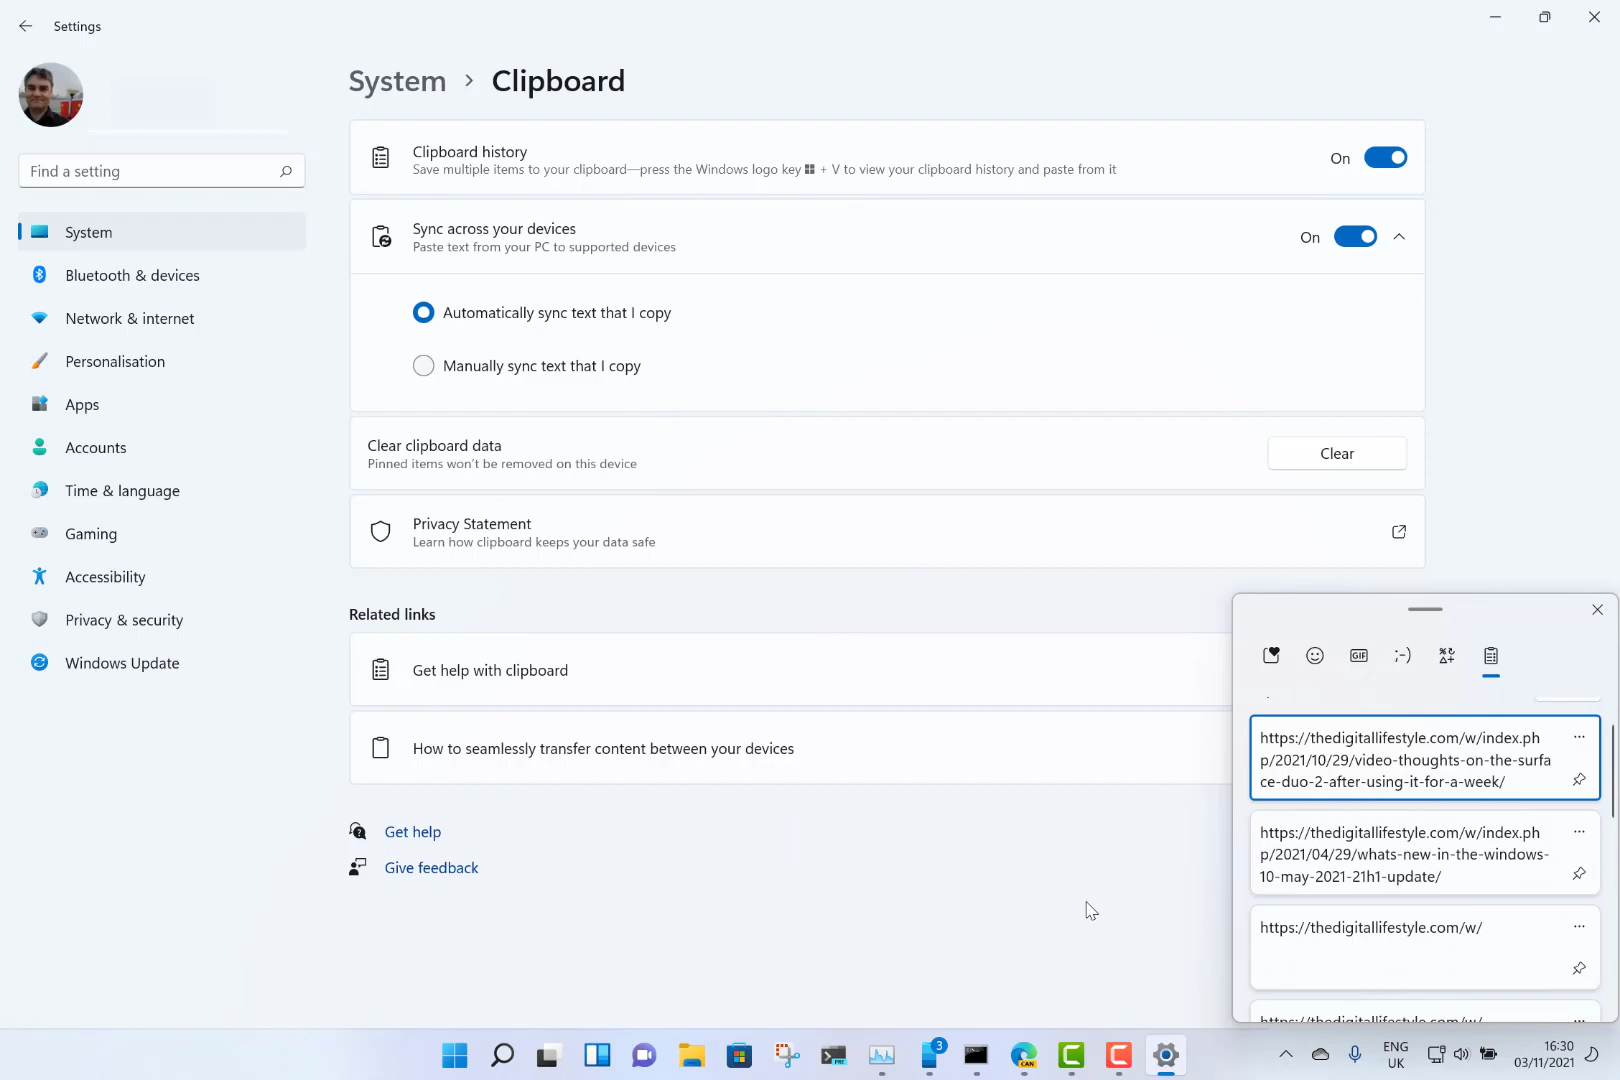 Settings
System > Clipboard
Find a setting
System
Bluetooth & devices
Network & internet
Personalisation
Apps
Accounts
Time & language
Gaming
Accessibility
Privacy & security
Windows Update
Clipboard history
Save multiple items to your clipboard—press the Windows logo key + V to view your clipboard history and paste from it
On
Sync across your devices
Paste text from your PC to supported devices
On
Automatically sync text that I copy
Manually sync text that I copy
Clear clipboard data
Pinned items won't be removed on this device
Clear
Privacy Statement
Learn how clipboard keeps your data safe
Related links
Get help with clipboard
How to seamlessly transfer content between your devices
Get help
Give feedback
GIF
;-)
https://thedigitallifestyle.com/w/index.ph
p/2021/10/29/video-thoughts-on-the-surfa
ce-duo-2-after-using-it-for-a-week/
https://thedigitallifestyle.com/w/index.ph
p/2021/04/29/whats-new-in-the-windows-
10-may-2021-21h1-update/
https://thedigitallifestyle.com/w/
https://thedigitallifestyle.com/w/
PRE
3
CAN
ENG
UK
16:30
03/11/2021